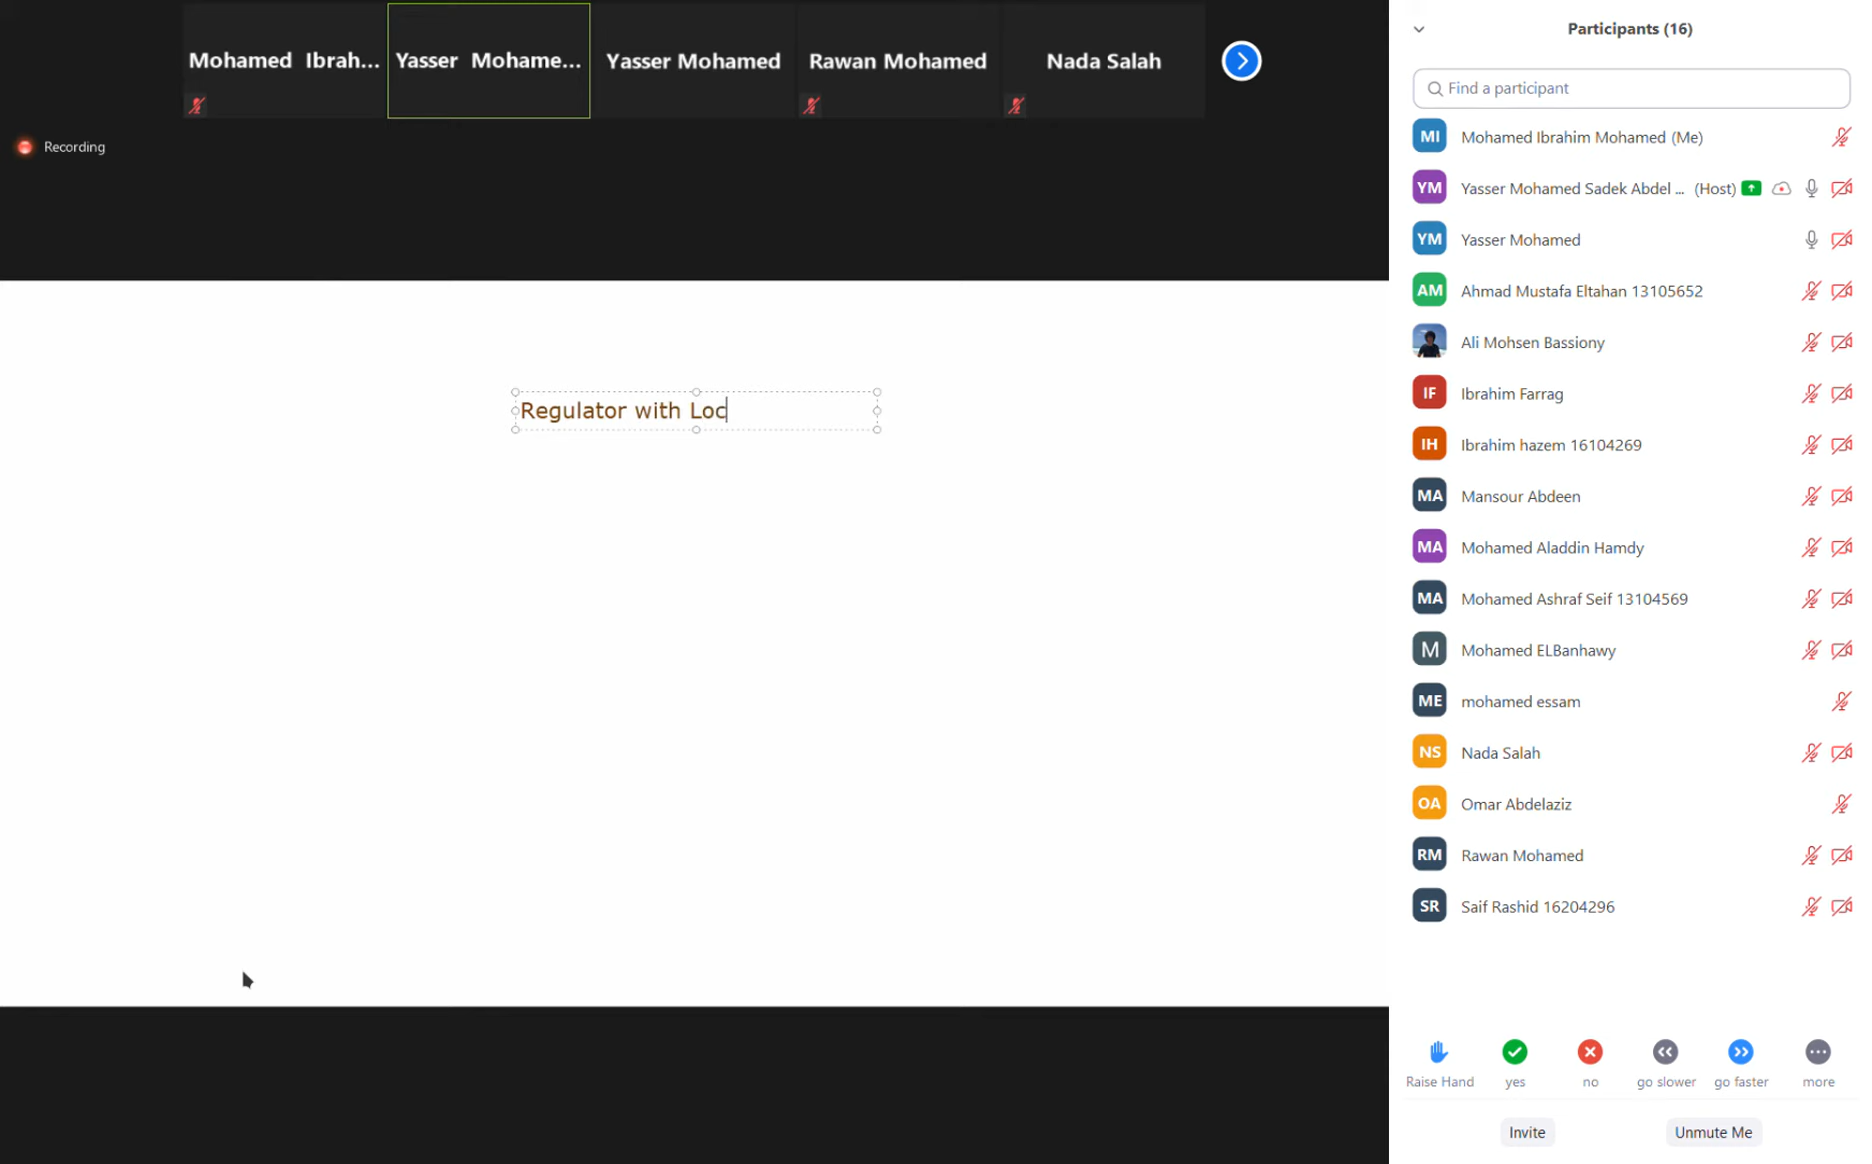 Mohamed Ibrah...
Yasser Mohame...
Yasser Mohamed
Rawan Mohamed
Nada Salah
Recording
Regulator with Loc
Participants (16)
Find a participant
MI Mohamed Ibrahim Mohamed (Me)
YM Yasser Mohamed Sadek Abdel ... (Host)
YM Yasser Mohamed
AM Ahmad Mustafa Eltahan 13105652
Ali Mohsen Bassiony
IF Ibrahim Farrag
IH Ibrahim hazem 16104269
MA Mansour Abdeen
MA Mohamed Aladdin Hamdy
MA Mohamed Ashraf Seif 13104569
M Mohamed ELBanhawy
ME mohamed essam
NS Nada Salah
OA Omar Abdelaziz
RM Rawan Mohamed
SR Saif Rashid 16204296
Raise Hand
yes
no
go slower
go faster
more
Invite
Unmute Me